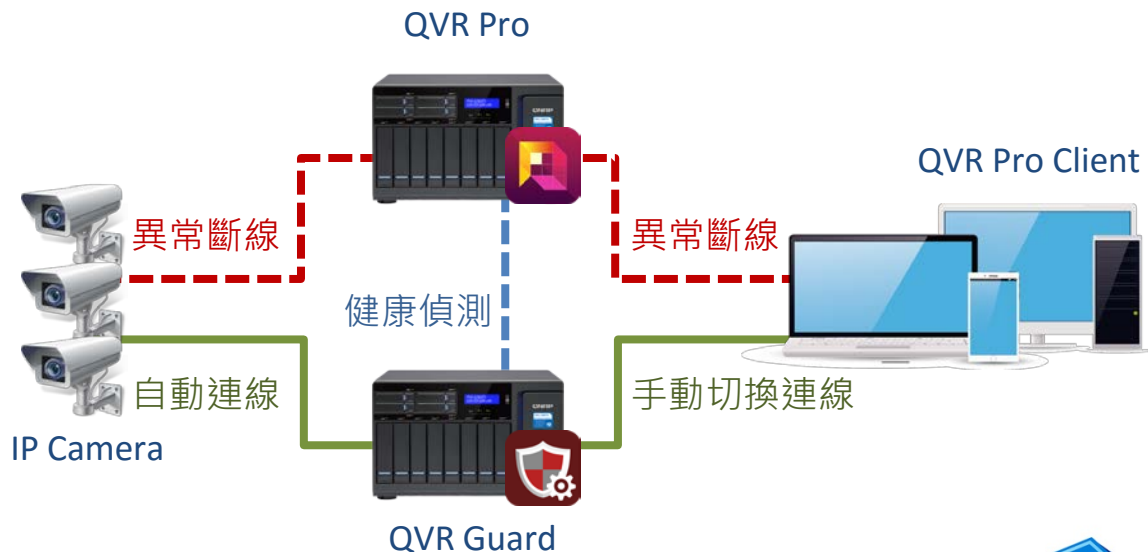 QVR Pro
QVR Pro Client
異常斷線
異常斷線
健康偵測
自動連線
手動切換連線
IP Camera
QVR Guard